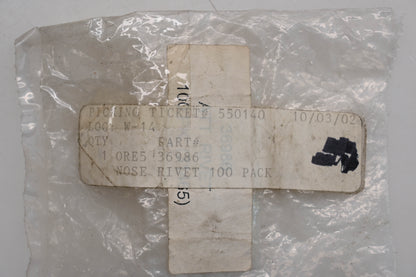 PICKING TICKET# 550140 10/03/02
LOC: W-14
QTY PART#
1 ORE5 36986
NOSE RIVET 100 PACK